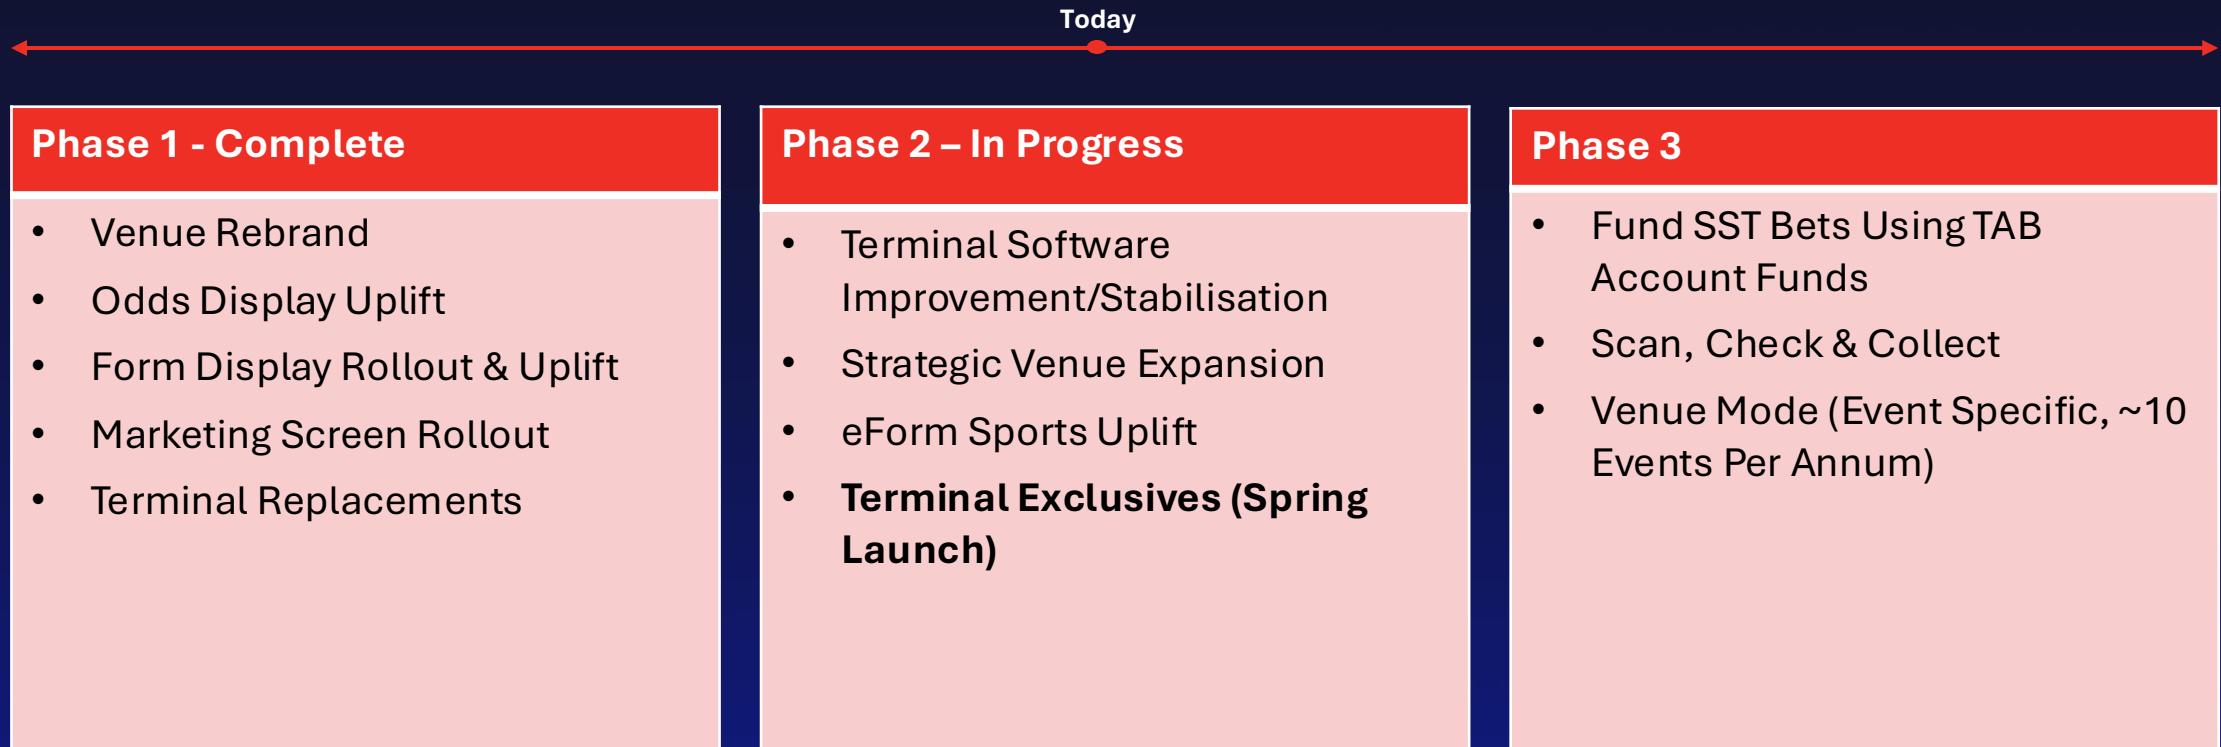 Today
Phase 1 - Complete
• Venue Rebrand
• Odds Display Uplift
• Form Display Rollout & Uplift
• Marketing Screen Rollout
• Terminal Replacements
Phase 2 – In Progress
• Terminal Software
Improvement/Stabilisation
• Strategic Venue Expansion
• eForm Sports Uplift
• Terminal Exclusives (Spring
Launch)
Phase 3
• Fund SST Bets Using TAB
Account Funds
• Scan, Check & Collect
• Venue Mode (Event Specific, ~10
Events Per Annum)